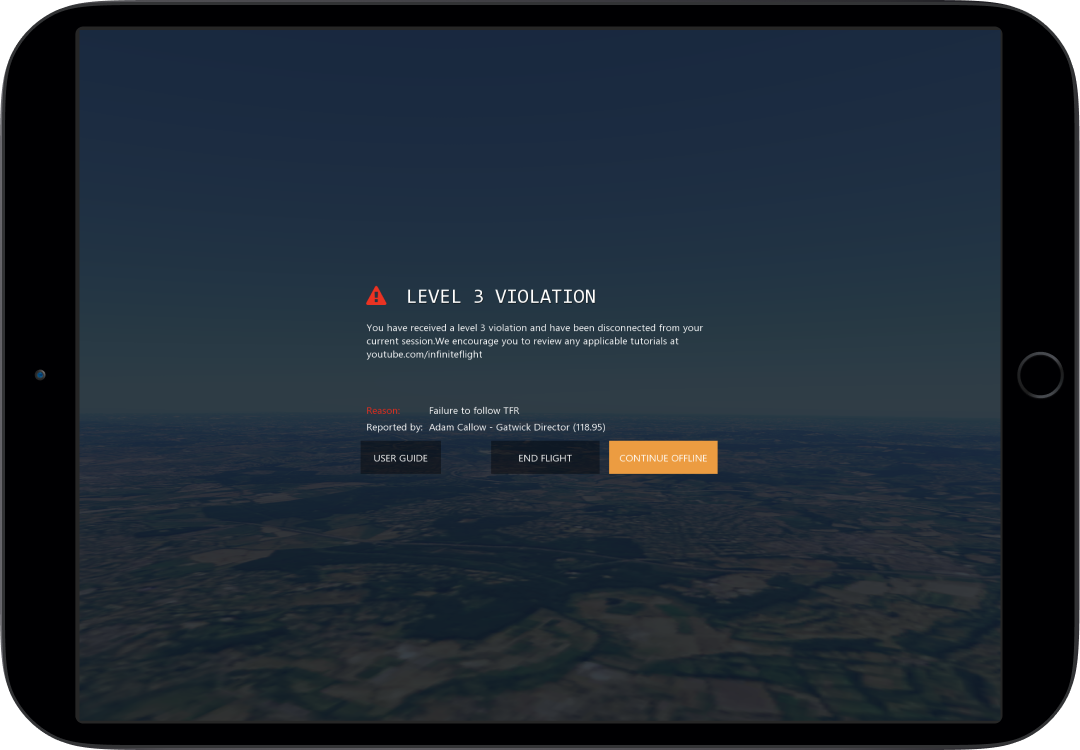 LEVEL 3 VIOLATION
You have received a level 3 violation and have been disconnected from your
current session.We encourage you to review any applicable tutorials at
youtube.com/infiniteflight
Reason: Failure to follow TFR
Reported by: Adam Callow - Gatwick Director (118.95)
USER GUIDE END FLIGHT CONTINUE OFFLINE